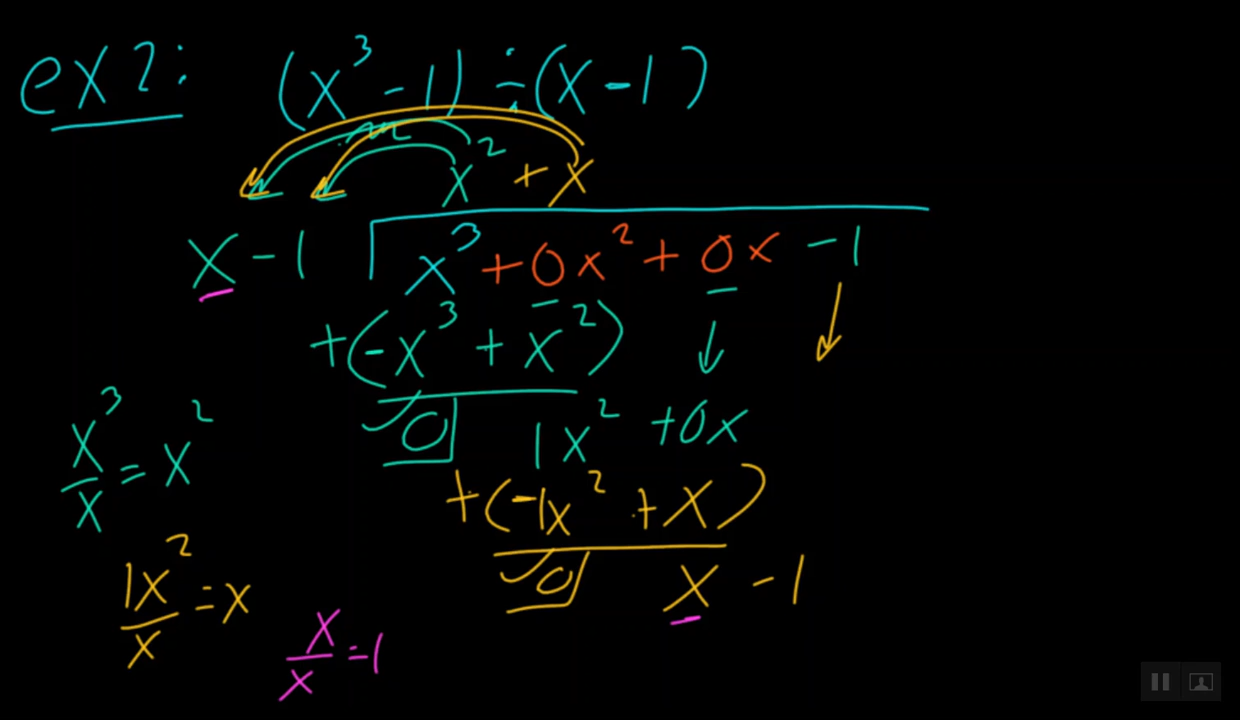 ex 2: (x³ - 1) ÷ (x - 1)
x² + x
x - 1 x³ + 0x² + 0x - 1
+(-x³ + x²)
0 1x² + 0x
x³/x = x²
+(-1x² + x)
0 x - 1
1x²/x = x
x/x = 1